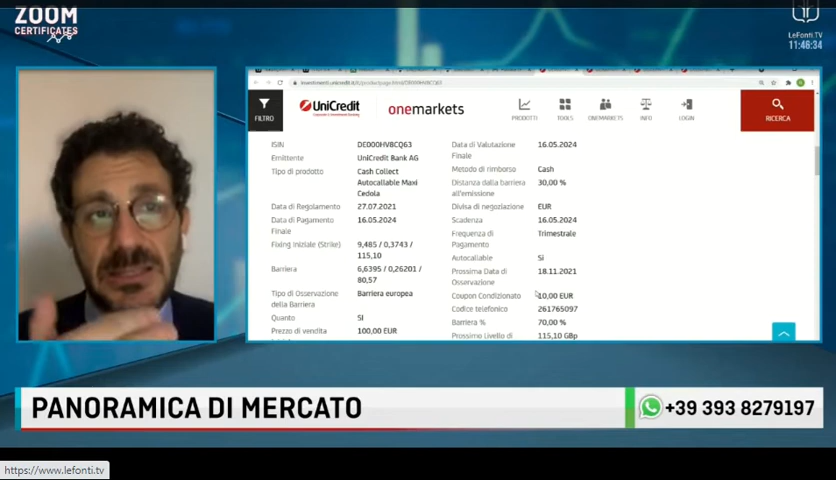 ZOOM
CERTIFICATES
LeFonti.TV
11:46:34
FILTRO
UniCredit
onemarkets
PRODOTTI
TOOLS
ONEMARKETS
INFO
LOGIN
RICERCA
ISIN DE000HV8CQ63
Emittente UniCredit Bank AG
Tipo di prodotto Cash Collect
Autocallable Maxi
Cedola
Data di Regolamento 27.07.2021
Data di Pagamento 16.05.2024
Finale
Fixing Iniziale (Strike) 9,485 / 0,3743 /
115,10
Barriera 6,6395 / 0,26201 /
80,57
Tipo di Osservazione Barriera europea
della Barriera
Quanto SI
Prezzo di vendita 100,00 EUR
Data di Valutazione 16.05.2024
Finale
Metodo di rimborso Cash
Distanza dalla barriera 30,00 %
all'emissione
Divisa di negoziazione EUR
Scadenza 16.05.2024
Frequenza di Trimestrale
Pagamento
Autocallable Si
Prossima Data di 18.11.2021
Osservazione
Coupon Condizionato 10,00 EUR
Codice telefonico 261765097
Barriera % 70,00 %
Prossimo Livello di 115,10 GBp
PANORAMICA DI MERCATO
+39 393 8279197
https://www.lefonti.tv